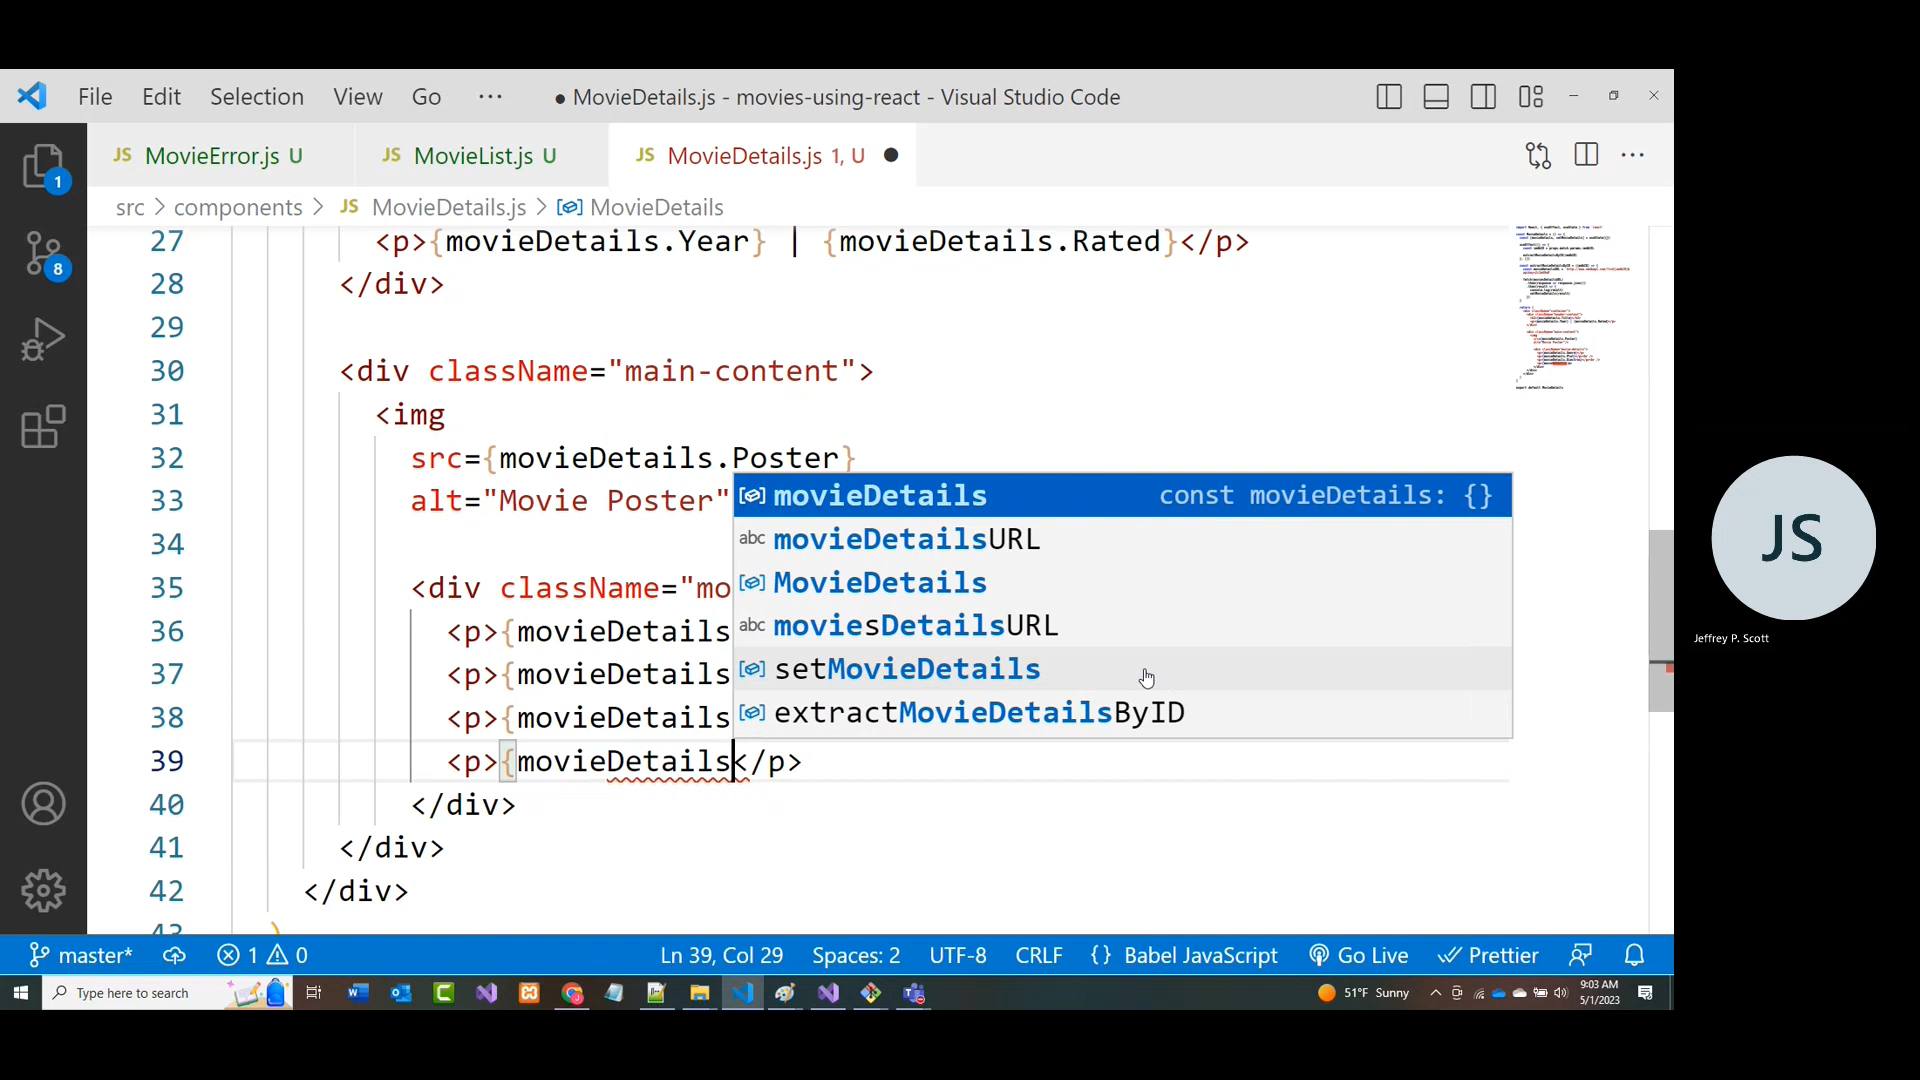 File Edit Selection View Go ··· ● MovieDetails.js - movies-using-react - Visual Studio Code
JS MovieError.js U JS MovieList.js U JS MovieDetails.js 1, U ●
src > components > JS MovieDetails.js > MovieDetails
27 <p>{movieDetails.Year} | {movieDetails.Rated}</p>
28 </div>
29
30 <div className="main-content">
31 <img
32 src={movieDetails.Poster}
33 alt="Movie Poster"
movieDetails const movieDetails: {}
abc movieDetailsURL
MovieDetails
abc moviesDetailsURL
setMovieDetails
extractMovieDetailsByID
34
35 <div className="mo
36 <p>{movieDetails
37 <p>{movieDetails
38 <p>{movieDetails
39 <p>{movieDetails</p>
40 </div>
41 </div>
42 </div>
43 )
1
8
JS
Jeffrey P. Scott
master* 1 0 Ln 39, Col 29 Spaces: 2 UTF-8 CRLF {} Babel JavaScript Go Live Prettier
Type here to search 51°F Sunny 9:03 AM
5/1/2023